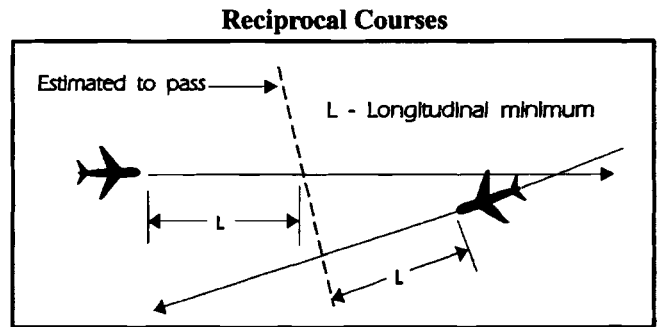 Reciprocal Courses
Estimated to pass
L - Longitudinal minimum
L
L